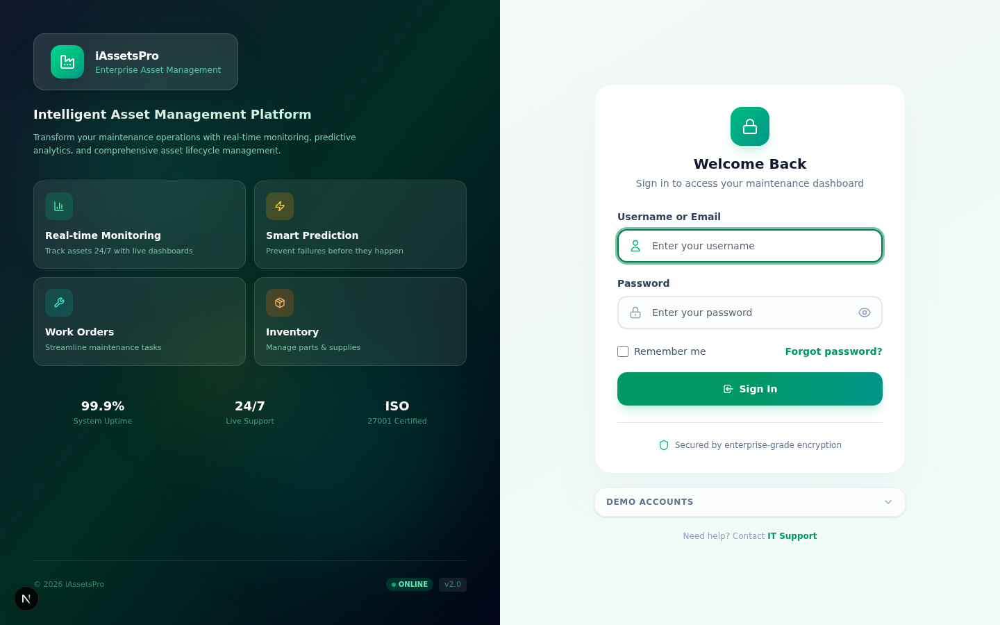 iAssetsPro
Enterprise Asset Management
Intelligent Asset Management Platform
Transform your maintenance operations with real-time monitoring, predictive
analytics, and comprehensive asset lifecycle management.
Real-time Monitoring
Track assets 24/7 with live dashboards
Smart Prediction
Prevent failures before they happen
Work Orders
Streamline maintenance tasks
Inventory
Manage parts & supplies
99.9%
System Uptime
24/7
Live Support
ISO
27001 Certified
© 2026 iAssetsPro
ONLINE
v2.0
N
Welcome Back
Sign in to access your maintenance dashboard
Username or Email
Enter your username
Password
Enter your password
Remember me
Forgot password?
Sign In
Secured by enterprise-grade encryption
DEMO ACCOUNTS
Need help? Contact IT Support